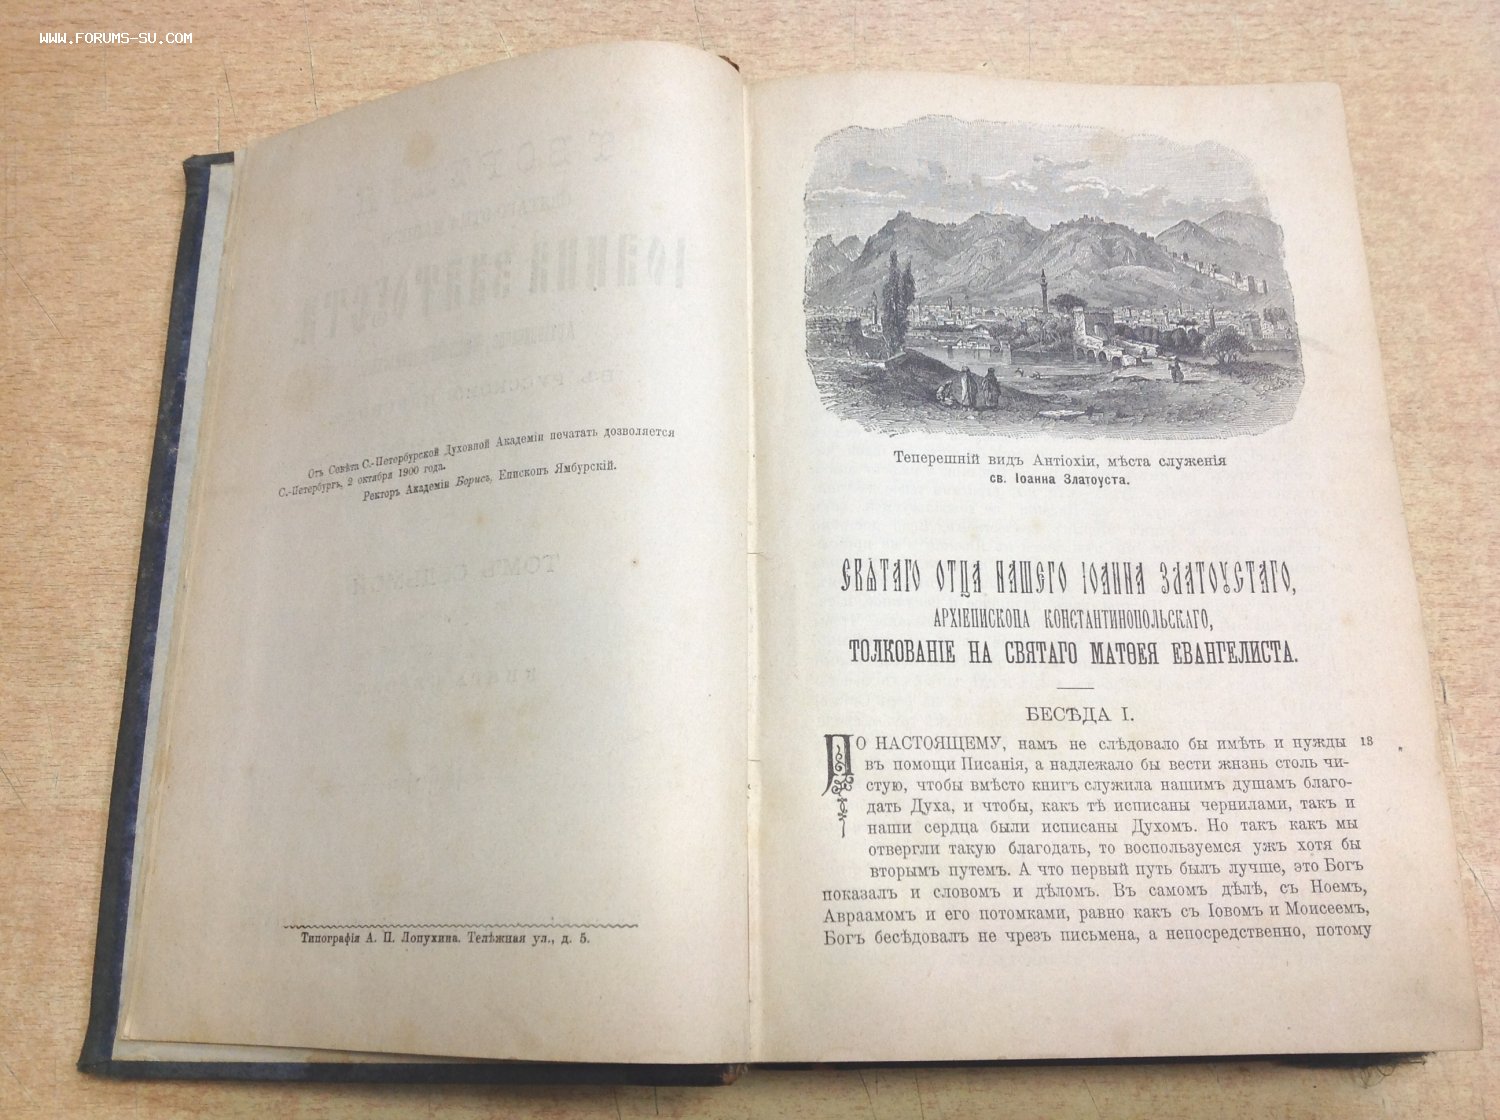 WWW.FORUMS-SU.COM
Отъ Совѣта С.-Петербурской Духовной Академіи печатать дозволяется
С.-Петербургъ, 2 октября 1900 года.
Ректоръ Академіи Борисъ, Епископъ Ямбурскій.
Типографія А. П. Лопухина. Телѣжная ул., д. 5.
Теперешній видъ Антіохіи, мѣста служенія
св. Іоанна Златоуста.
СВѦТАГО ОТЦА НАШЕГО ІОАННА ЗЛАТОУСТАГО,
АРХІЕПИСКОПА КОНСТАНТИНОПОЛЬСКАГО,
ТОЛКОВАНІЕ НА СВЯТАГО МАТѲЕЯ ЕВАНГЕЛИСТА.
БЕСѢДА I.
ПО НАСТОЯЩЕМУ, намъ не слѣдовало бы имѣть и нужды 13
въ помощи Писанія, а надлежало бы вести жизнь столь чи-
стую, чтобы вмѣсто книгъ служила нашимъ душамъ благо-
дать Духа, и чтобы, какъ тѣ исписаны чернилами, такъ и
наши сердца были исписаны Духомъ. Но такъ какъ мы
отвергли такую благодать, то воспользуемся ужъ хотя бы
вторымъ путемъ. А что первый путь былъ лучше, это Богъ
показалъ и словомъ и дѣломъ. Въ самомъ дѣлѣ, съ Ноемъ,
Авраамомъ и его потомками, равно какъ съ Іовомъ и Моисеемъ,
Богъ бесѣдовалъ не чрезъ письмена, а непосредственно, потому